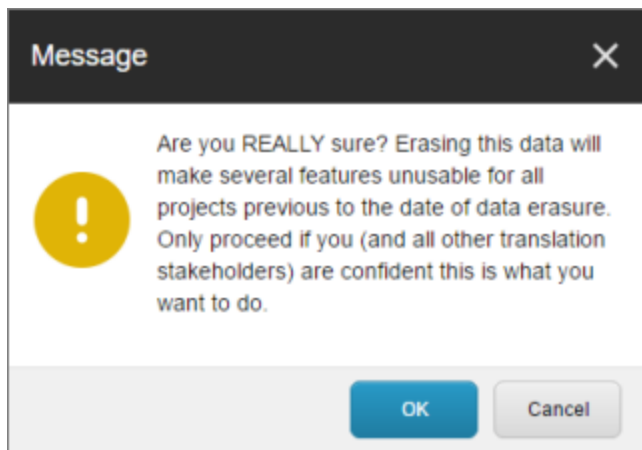 Message
Are you REALLY sure? Erasing this data will
make several features unusable for all
projects previous to the date of data erasure.
Only proceed if you (and all other translation
stakeholders) are confident this is what you
want to do.
OK
Cancel